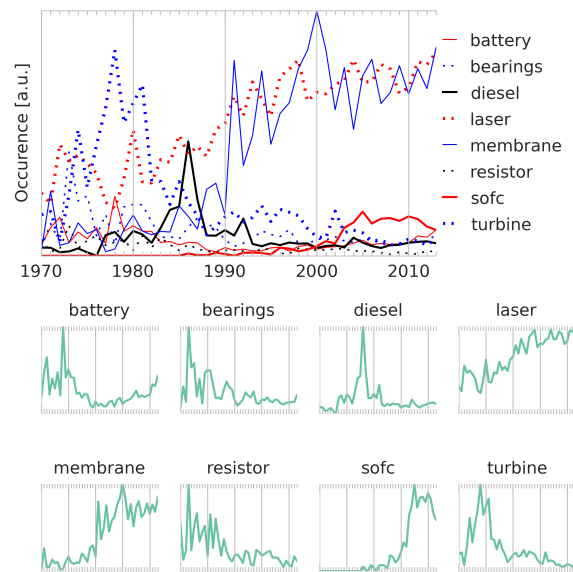 Occurence [a.u.]
battery
bearings
diesel
laser
membrane
resistor
sofc
turbine
1970 1980 1990 2000 2010
battery bearings diesel laser
membrane resistor sofc turbine